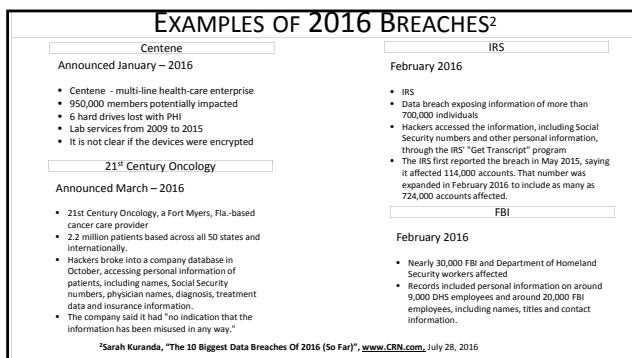 EXAMPLES OF 2016 BREACHES²
Centene
Announced January – 2016
• Centene - multi-line health-care enterprise
• 950,000 members potentially impacted
• 6 hard drives lost with PHI
• Lab services from 2009 to 2015
• It is not clear if the devices were encrypted
21st Century Oncology
Announced March – 2016
• 21st Century Oncology, a Fort Myers, Fla.-based
cancer care provider
• 2.2 million patients based across all 50 states and
internationally.
• Hackers broke into a company database in
October, accessing personal information of
patients, including names, Social Security
numbers, physician names, diagnosis, treatment
data and insurance information.
• The company said it had "no indication that the
information has been misused in any way."
IRS
February 2016
• IRS
• Data breach exposing information of more than
700,000 individuals
• Hackers accessed the information, including Social
Security numbers and other personal information,
through the IRS' "Get Transcript" program
• The IRS first reported the breach in May 2015, saying
it affected 114,000 accounts. That number was
expanded in February 2016 to include as many as
724,000 accounts affected.
FBI
February 2016
• Nearly 30,000 FBI and Department of Homeland
Security workers affected
• Records included personal information on around
9,000 DHS employees and around 20,000 FBI
employees, including names, titles and contact
information.
²Sarah Kuranda, "The 10 Biggest Data Breaches Of 2016 (So Far)", www.CRN.com, July 28, 2016